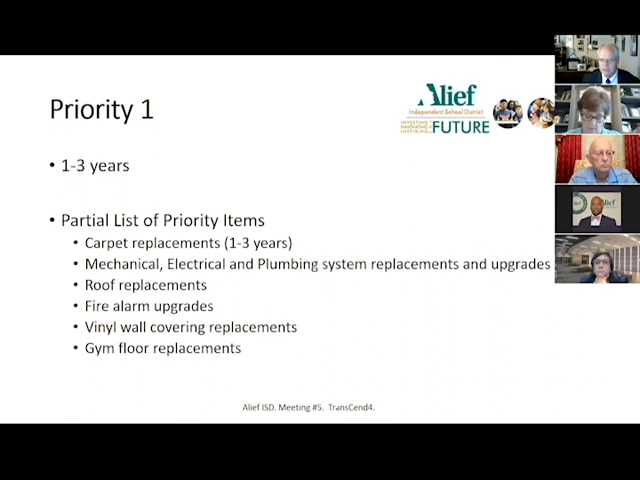 Priority 1
Alief
Independent School District
INVESTING
INNOVATING
INSPIRING
FUTURE
• 1-3 years
• Partial List of Priority Items
• Carpet replacements (1-3 years)
• Mechanical, Electrical and Plumbing system replacements and upgrades
• Roof replacements
• Fire alarm upgrades
• Vinyl wall covering replacements
• Gym floor replacements
Alief ISD. Meeting #5. TransCend4.